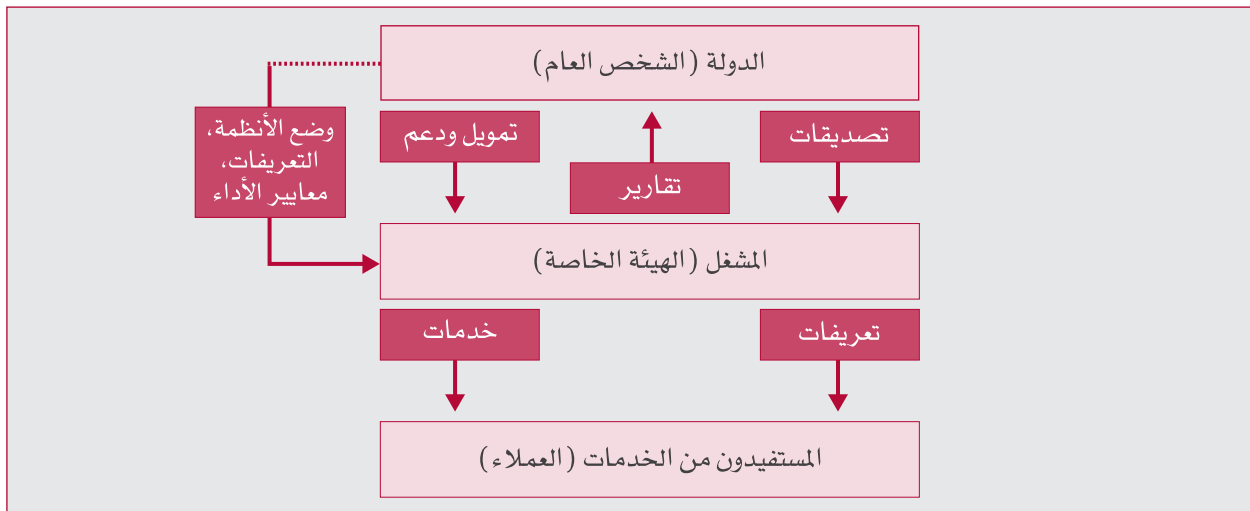 الدولة (الشخص العام)
تصديقات
تمويل ودعم
وضع الأنظمة،
التعريفات،
معايير الأداء
تقارير
المشغل (الهيئة الخاصة)
تعريفات
خدمات
المستفيدون من الخدمات (العملاء)